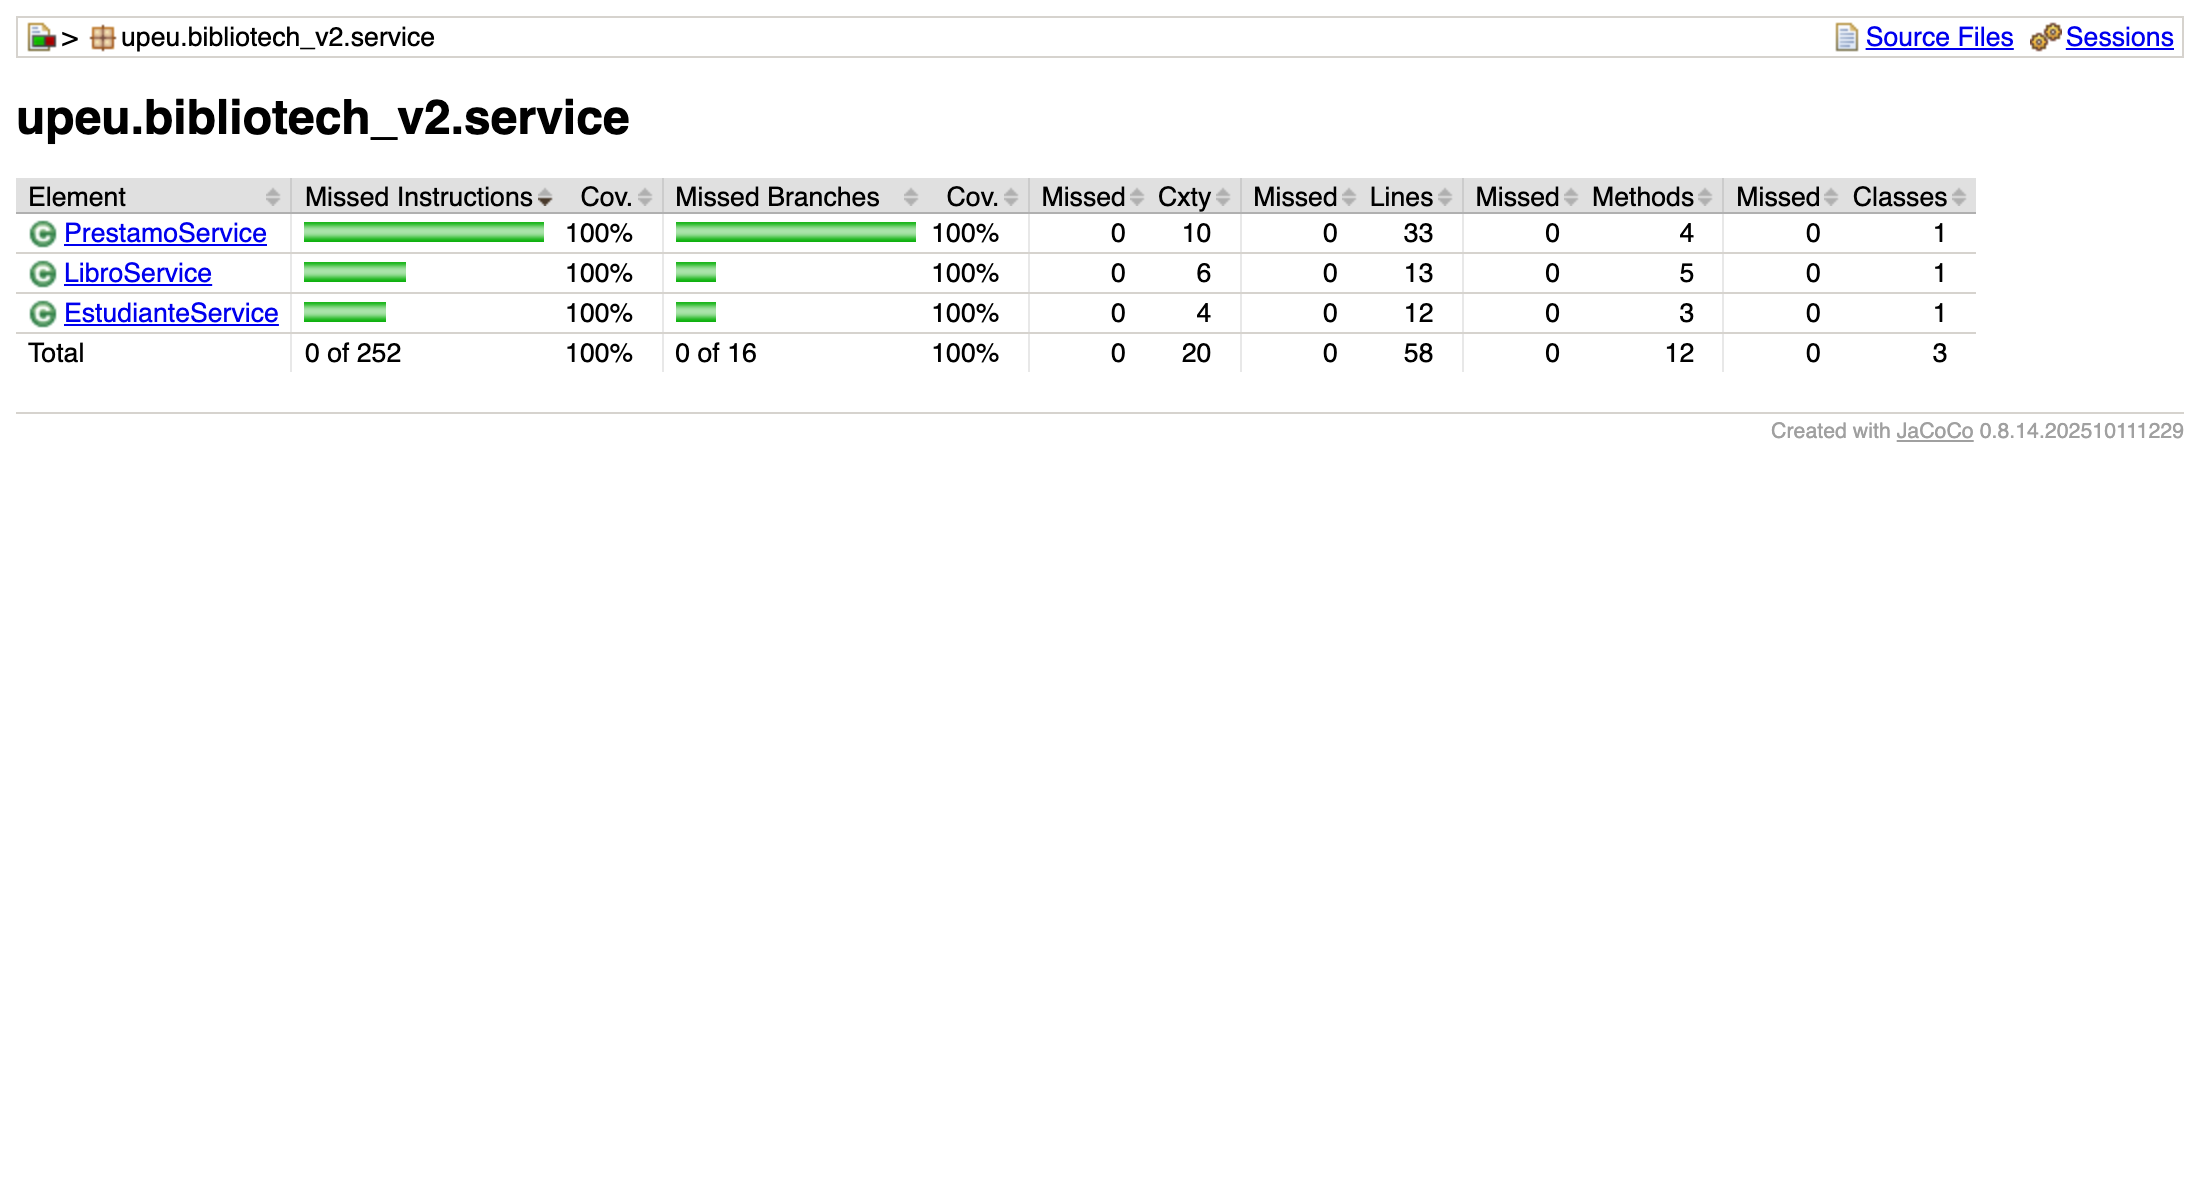 > upeu.bibliotech_v2.service Source Files Sessions
upeu.bibliotech_v2.service
Element Missed Instructions Cov. Missed Branches Cov. Missed Cxty Missed Lines Missed Methods Missed Classes
PrestamoService 100% 100% 0 10 0 33 0 4 0 1
LibroService 100% 100% 0 6 0 13 0 5 0 1
EstudianteService 100% 100% 0 4 0 12 0 3 0 1
Total 0 of 252 100% 0 of 16 100% 0 20 0 58 0 12 0 3
Created with JaCoCo 0.8.14.202510111229